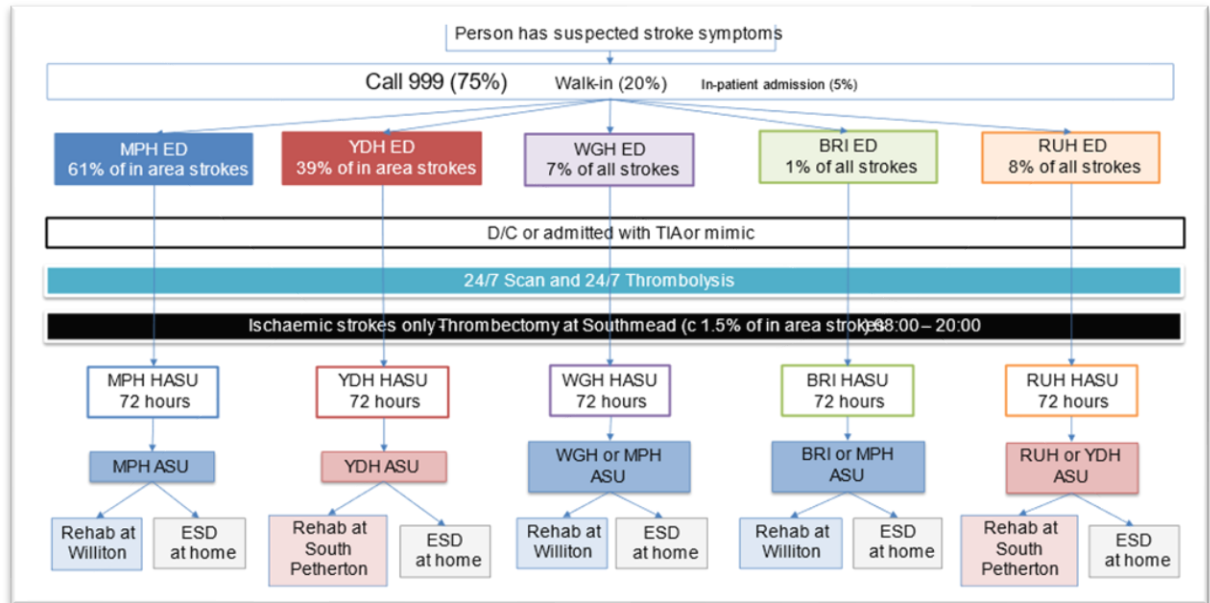 Person has suspected stroke symptoms
Call 999 (75%) Walk-in (20%) In-patient admission (5%)
MPH ED
61% of in area strokes
YDH ED
39% of in area strokes
WGH ED
7% of all strokes
BRI ED
1% of all strokes
RUH ED
8% of all strokes
D/C or admitted with TIAor mimic
24/7 Scan and 24/7 Thrombolysis
Ischaemic strokes only - Thrombectomy at Southmead (c 1.5% of in area strokes) 08:00 – 20:00
MPH HASU
72 hours
YDH HASU
72 hours
WGH HASU
72 hours
BRI HASU
72 hours
RUH HASU
72 hours
MPH ASU
YDH ASU
WGH or MPH
ASU
BRI or MPH
ASU
RUH or YDH
ASU
Rehab at
Williton
ESD
at home
Rehab at
South
Petherton
ESD
at home
Rehab at
Williton
ESD
at home
Rehab at
Williton
ESD
at home
Rehab at
South
Petherton
ESD
at home